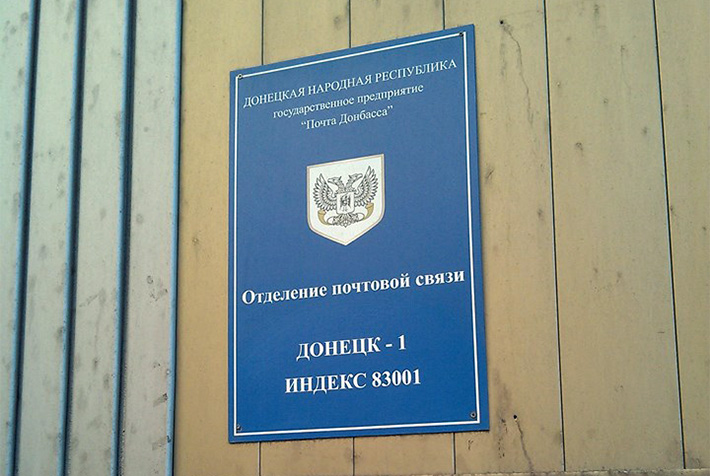 ДОНЕЦКАЯ НАРОДНАЯ РЕСПУБЛИКА
государственное предприятие
“Почта Донбасса”
Отделение почтовой связи
ДОНЕЦК - 1
ИНДЕКС 83001